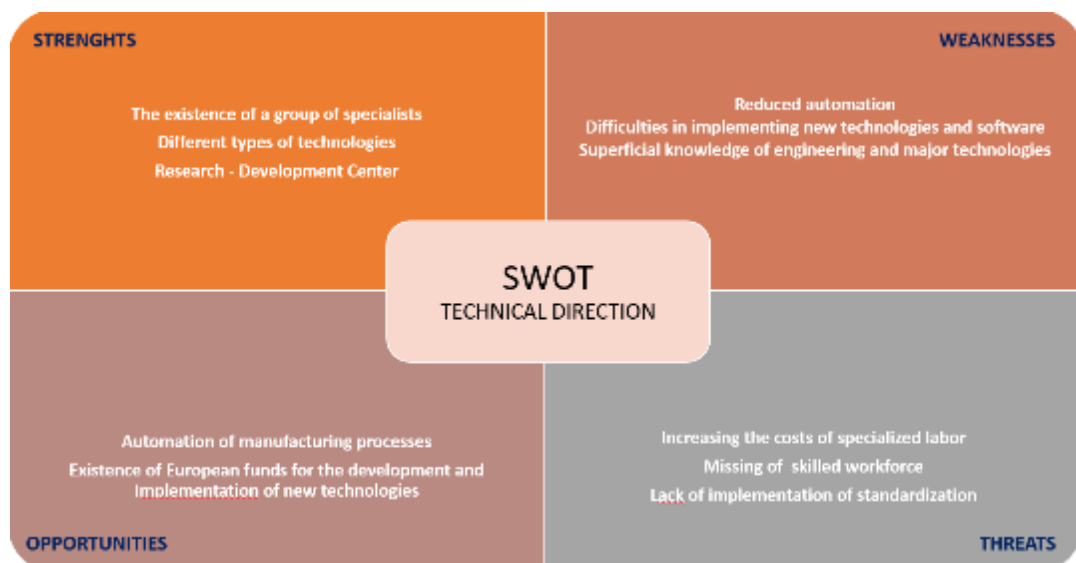 STRENGHTS
WEAKNESSES
The existence of a group of specialists
Different types of technologies
Research - Development Center
Reduced automation
Difficulties in implementing new technologies and software
Superficial knowledge of engineering and major technologies
SWOT
TECHNICAL DIRECTION
Automation of manufacturing processes
Existence of European funds for the development and
Implementation of new technologies
Increasing the costs of specialized labor
Missing of skilled workforce
Lack of implementation of standardization
OPPORTUNITIES
THREATS